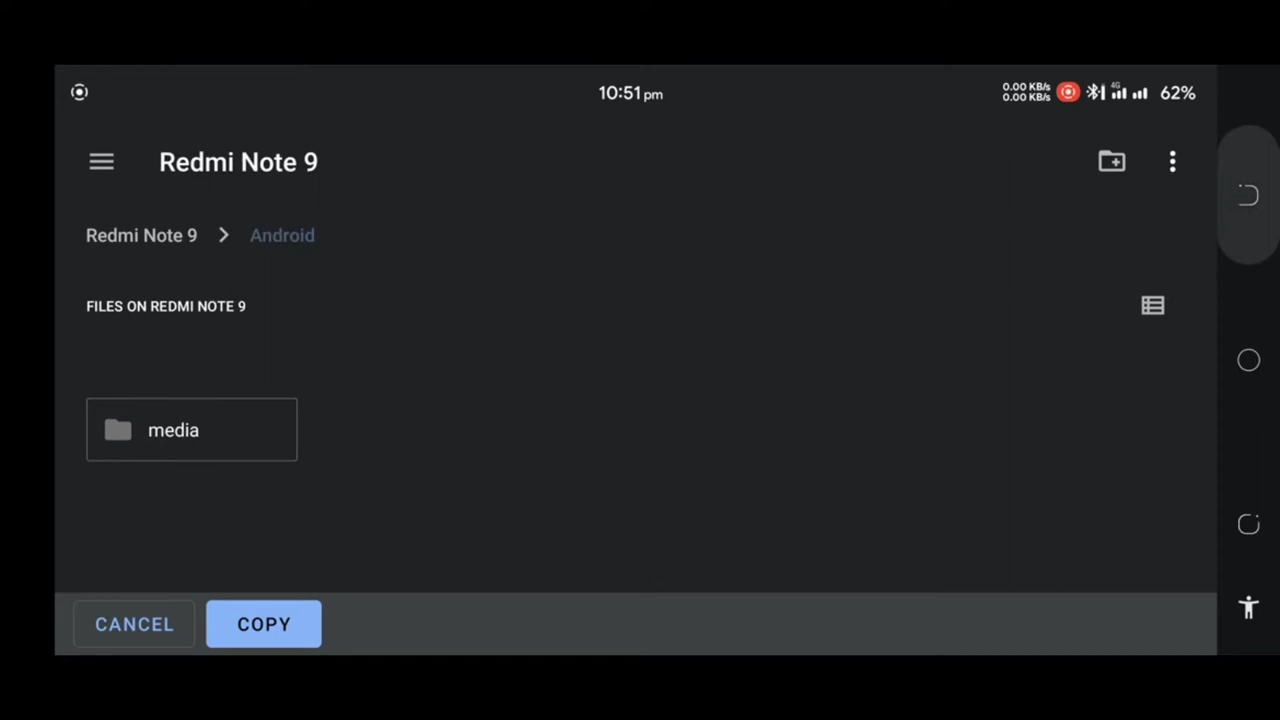 10:51 pm
0.00 KB/s
0.00 KB/s
4G
62%
Redmi Note 9
Redmi Note 9 > Android
FILES ON REDMI NOTE 9
media
CANCEL
COPY